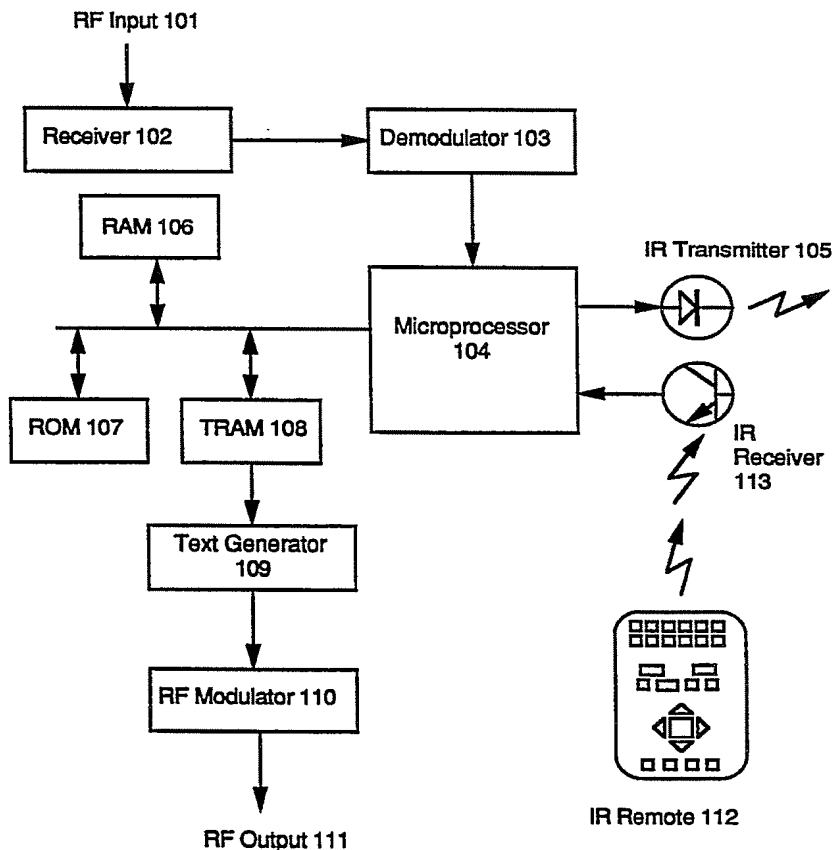 RF Input 101
Receiver 102
Demodulator 103
RAM 106
IR Transmitter 105
Microprocessor
104
ROM 107
TRAM 108
IR
Receiver
113
Text Generator
109
RF Modulator 110
IR Remote 112
RF Output 111